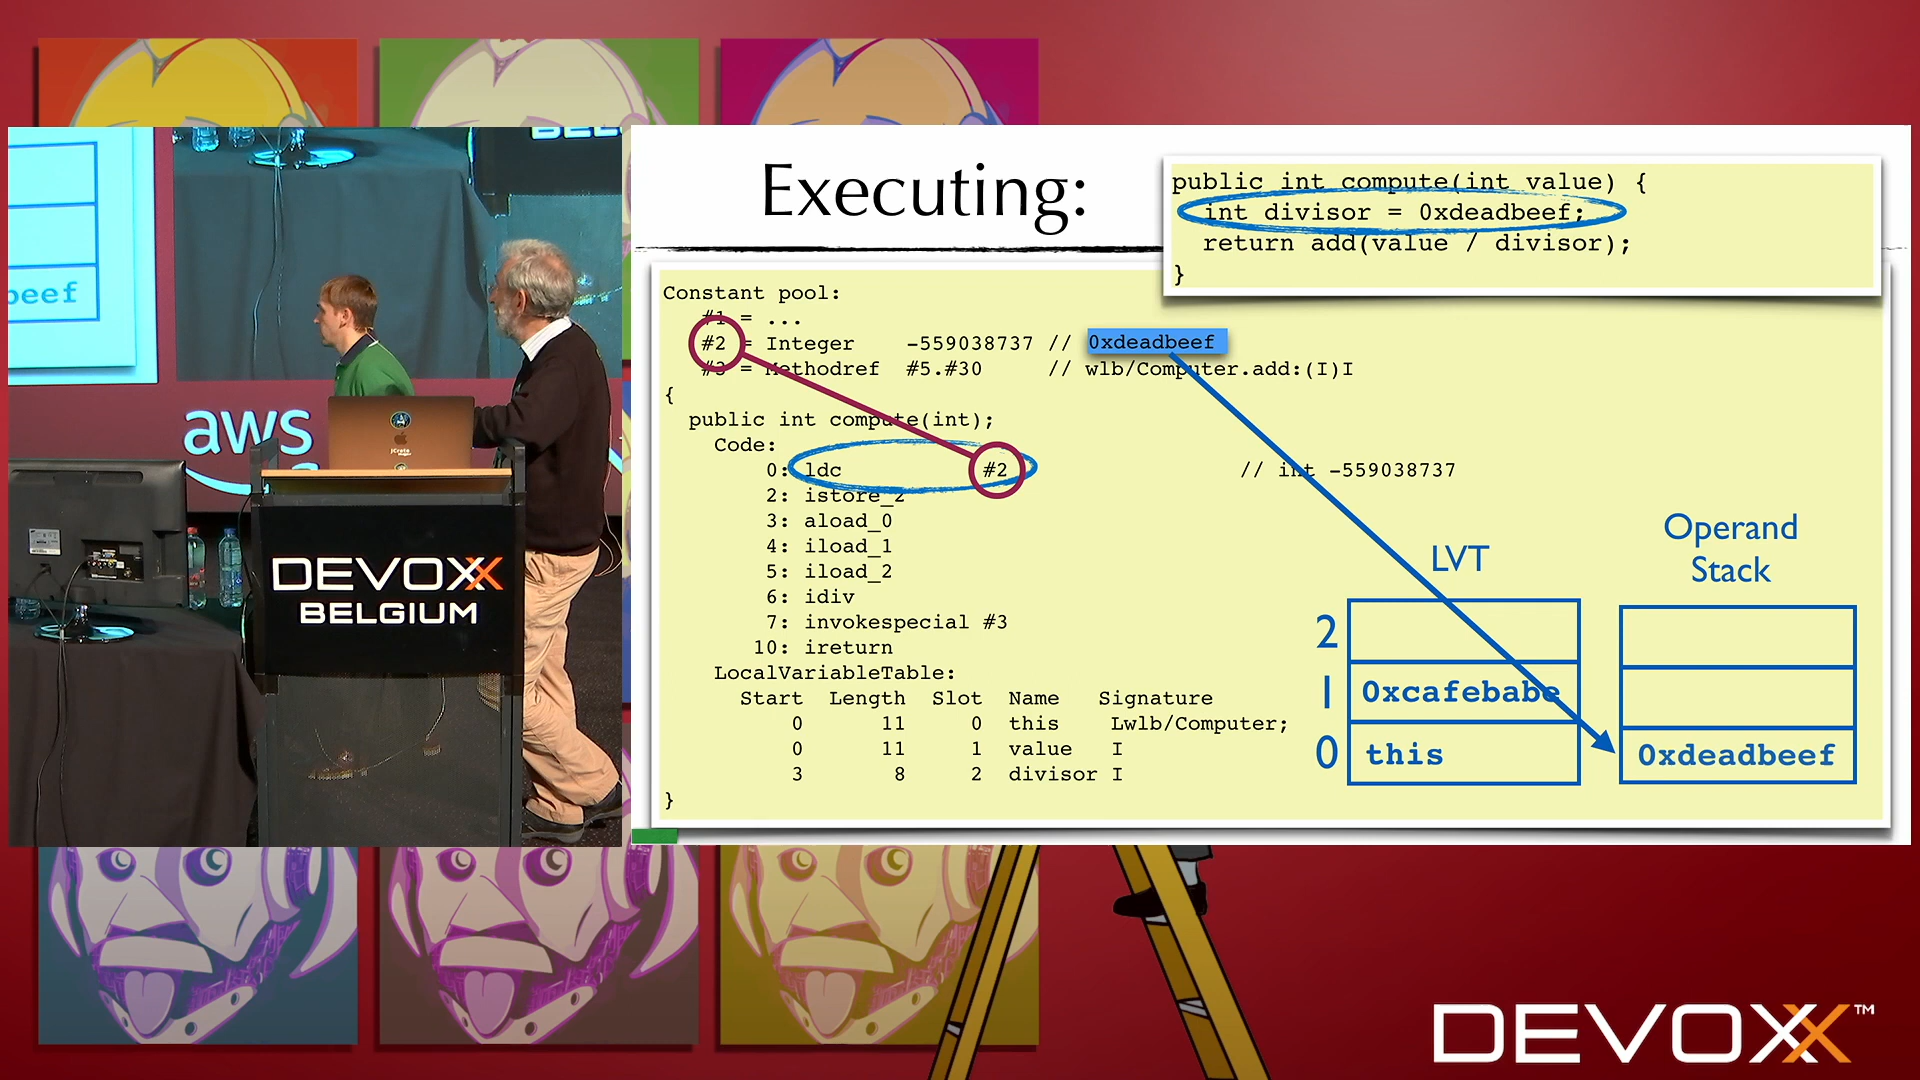 BEL
beef
aws
DEVOXX
BELGIUM
Executing:
public int compute(int value) {
int divisor = 0xdeadbeef;
return add(value / divisor);
}
Constant pool:
#1 = ...
#2 = Integer -559038737 // 0xdeadbeef
#3 = Methodref #5.#30 // wlb/Computer.add:(I)I
{
public int compute(int);
Code:
0: ldc #2 // int -559038737
2: istore_2
3: aload_0
4: iload_1
5: iload_2
6: idiv
7: invokespecial #3
10: ireturn
LocalVariableTable:
Start Length Slot Name Signature
0 11 0 this Lwlb/Computer;
0 11 1 value I
3 8 2 divisor I
}
LVT
Operand
Stack
2
1 0xcafebabe
0 this
0xdeadbeef
DEVOXX™